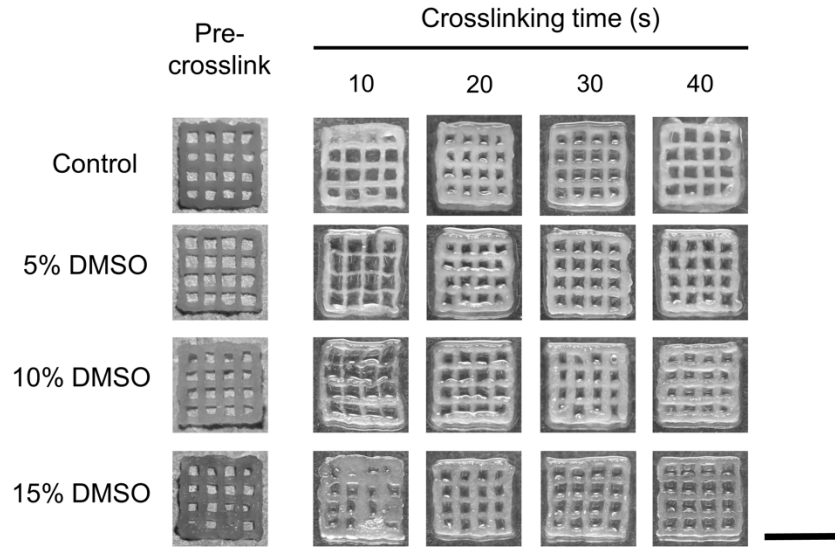 Pre-
crosslink
Crosslinking time (s)
10 20 30 40
Control
5% DMSO
10% DMSO
15% DMSO